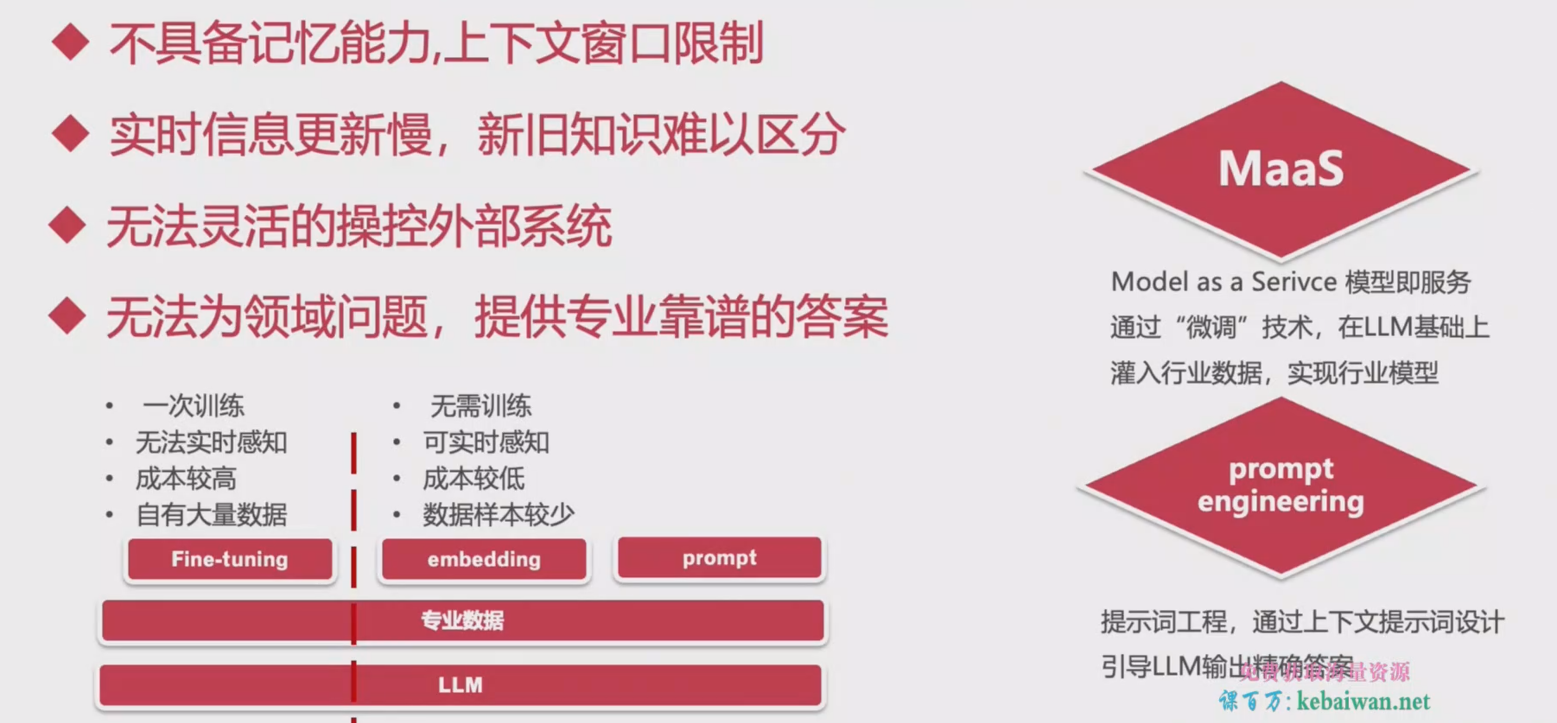 不具备记忆能力,上下文窗口限制
实时信息更新慢，新旧知识难以区分
无法灵活的操控外部系统
无法为领域问题，提供专业靠谱的答案
• 一次训练
• 无法实时感知
• 成本较高
• 自有大量数据
• 无需训练
• 可实时感知
• 成本较低
• 数据样本较少
Fine-tuning
embedding
prompt
专业数据
LLM
MaaS
Model as a Serivce 模型即服务
通过“微调”技术，在LLM基础上
灌入行业数据，实现行业模型
prompt
engineering
提示词工程，通过上下文提示词设计
引导LLM输出精确答案
免费获取海量资源
课百万: kebaiwan.net